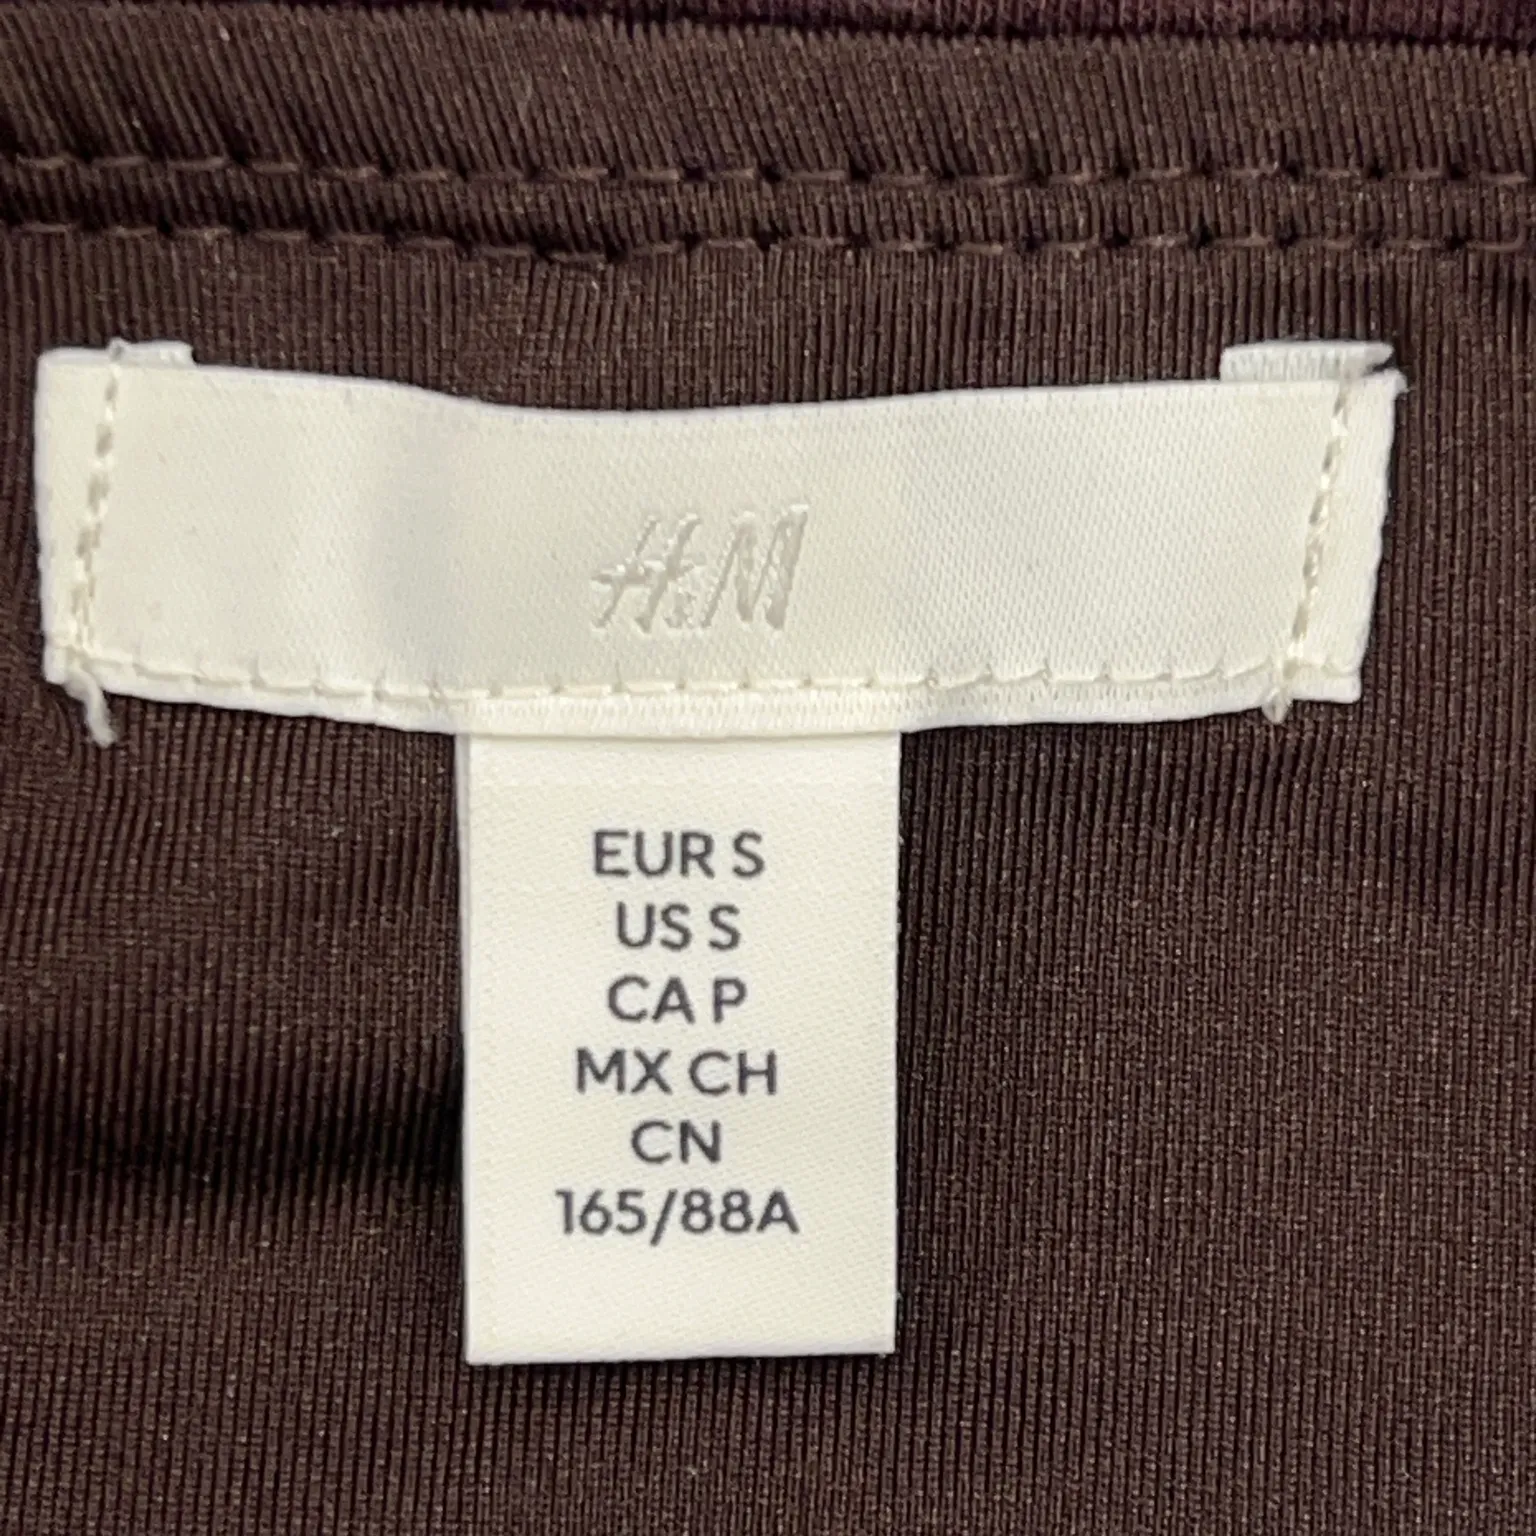 H&M
EUR S
US S
CA P
MX CH
CN
165/88A